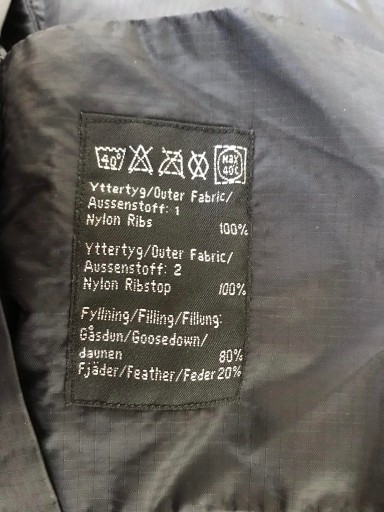 40°
MAX
40°C
Yttertyg/Outer Fabric/
Aussenstoff: 1
Nylon Ribs 100%
Yttertyg/Outer Fabric/
Aussenstoff: 2
Nylon Ribstop 100%
Fyllning/Filling/Fillung:
Gåsdun/Goosedown/
daunen 80%
Fjäder/Feather/Feder 20%